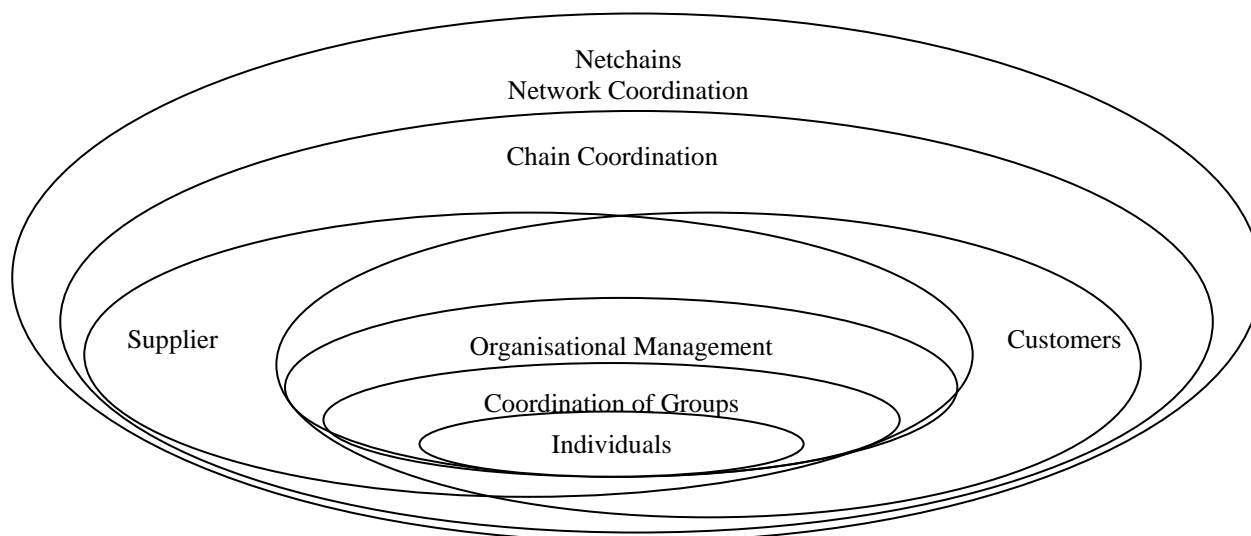 Netchains
Network Coordination
Chain Coordination
Supplier
Customers
Organisational Management
Coordination of Groups
Individuals